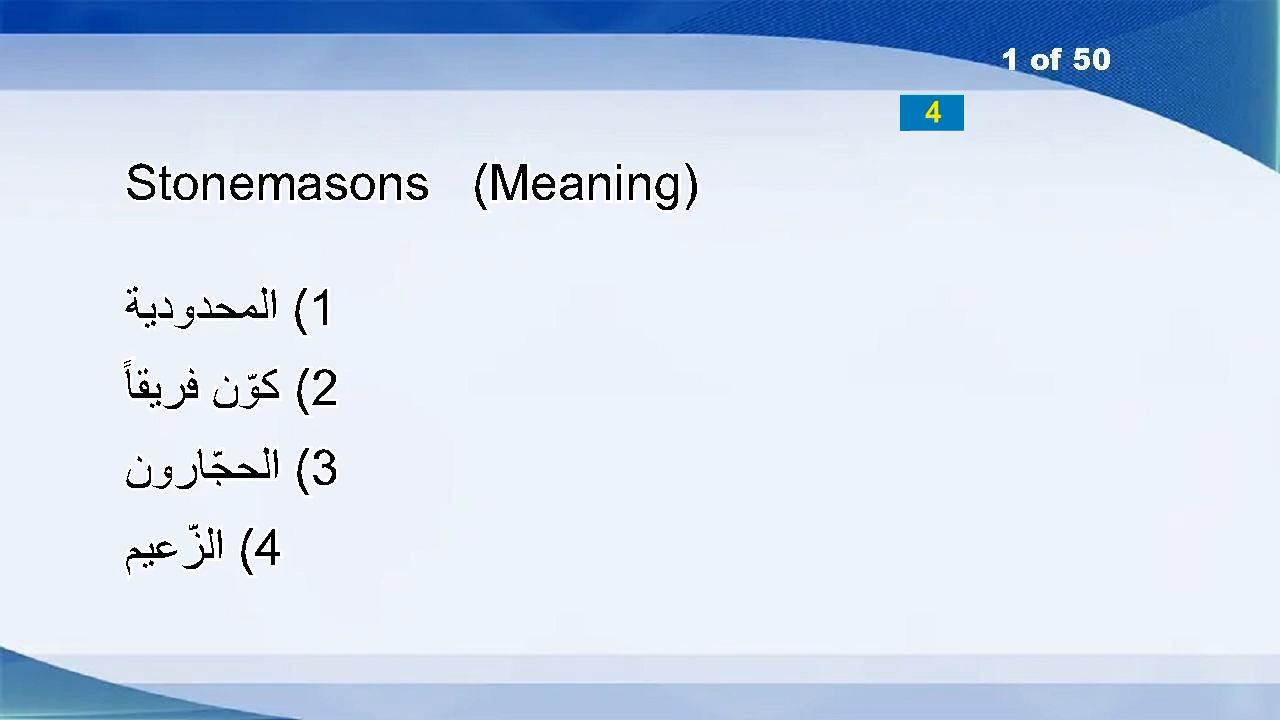 1 of 50
4
Stonemasons (Meaning)
1) المحدودية
2) كوّن فريقاً
3) الحجّارون
4) الزّعيم